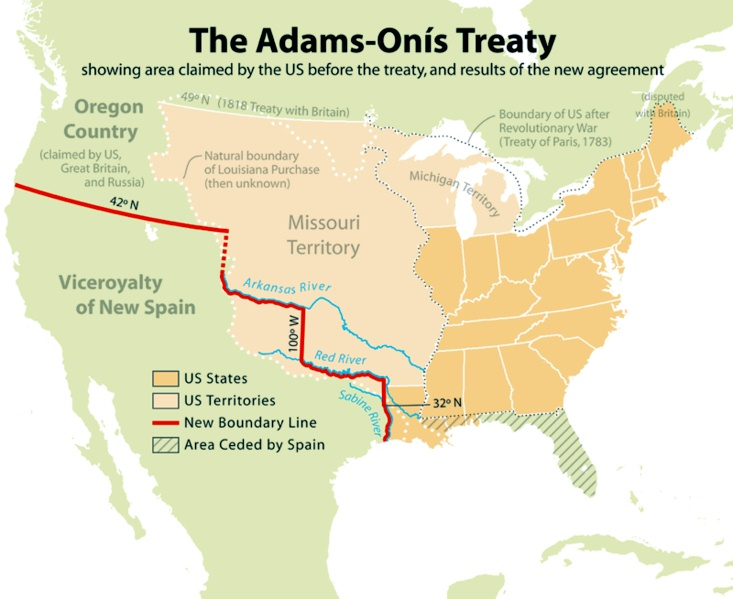 The Adams-Onís Treaty
showing area claimed by the US before the treaty, and results of the new agreement
49º N (1818 Treaty with Britain)
(disputed
with Britain)
Oregon
Country
(claimed by US,
Great Britain,
and Russia)
Boundary of US after
Revolutionary War
(Treaty of Paris, 1783)
Natural boundary
of Louisiana Purchase
(then unknown)
Michigan Territory
42º N
Missouri
Territory
Viceroyalty
of New Spain
Arkansas River
100º W
Red River
Sabine River
32º N
US States
US Territories
New Boundary Line
Area Ceded by Spain